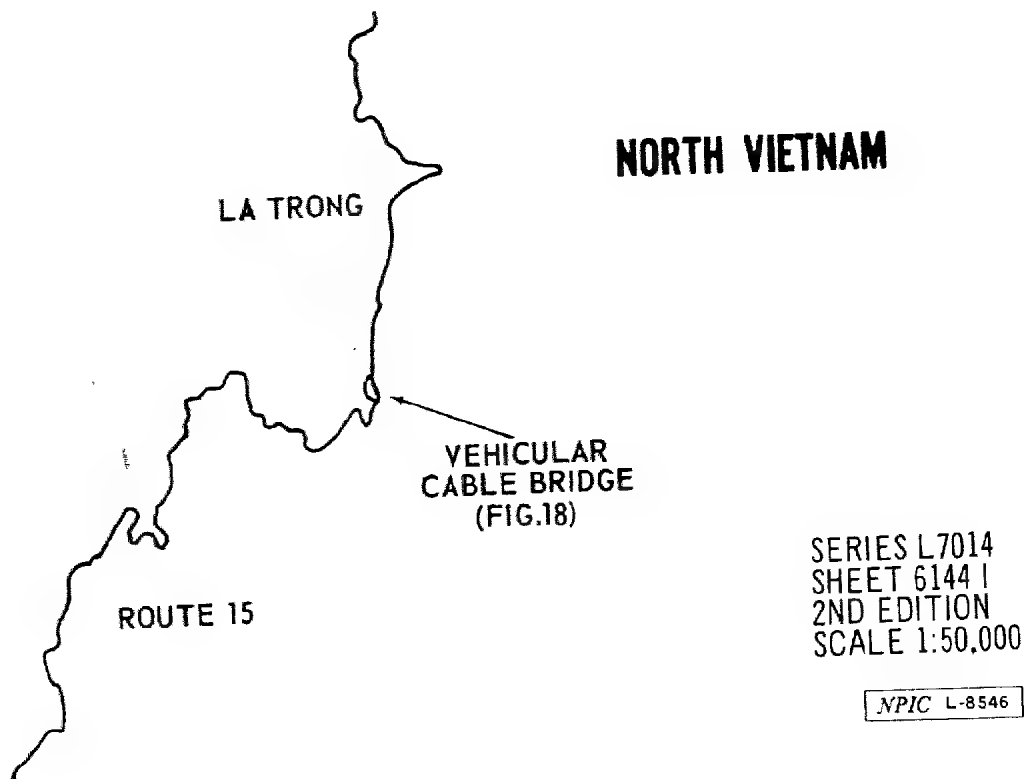 NORTH VIETNAM
LA TRONG
VEHICULAR
CABLE BRIDGE
(FIG.18)
ROUTE 15
SERIES L7014
SHEET 6144 I
2ND EDITION
SCALE 1:50,000
NPIC L-8546